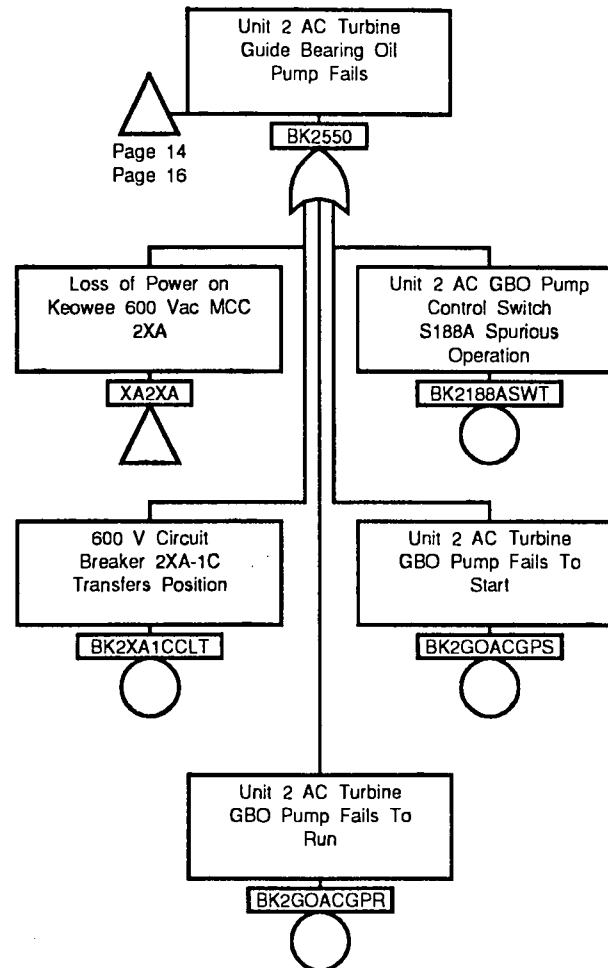 Unit 2 AC Turbine
Guide Bearing Oil
Pump Fails
Page 14
Page 16
BK2550
Loss of Power on
Keowee 600 Vac MCC
2XA
XA2XA
Unit 2 AC GBO Pump
Control Switch
S188A Spurious
Operation
BK2188ASWT
600 V Circuit
Breaker 2XA-1C
Transfers Position
BK2XA1CCLT
Unit 2 AC Turbine
GBO Pump Fails To
Start
BK2GOACGPS
Unit 2 AC Turbine
GBO Pump Fails To
Run
BK2GOACGPR